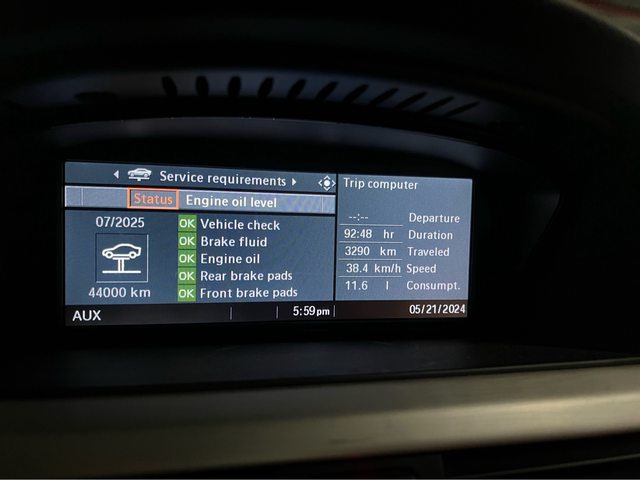 Service requirements
Trip computer
Status Engine oil level
07/2025
OK Vehicle check
OK Brake fluid
OK Engine oil
OK Rear brake pads
OK Front brake pads
44000 km
--:-- Departure
92:48 hr Duration
3290 km Traveled
38.4 km/h Speed
11.6 l Consumpt.
AUX
5:59pm
05/21/2024